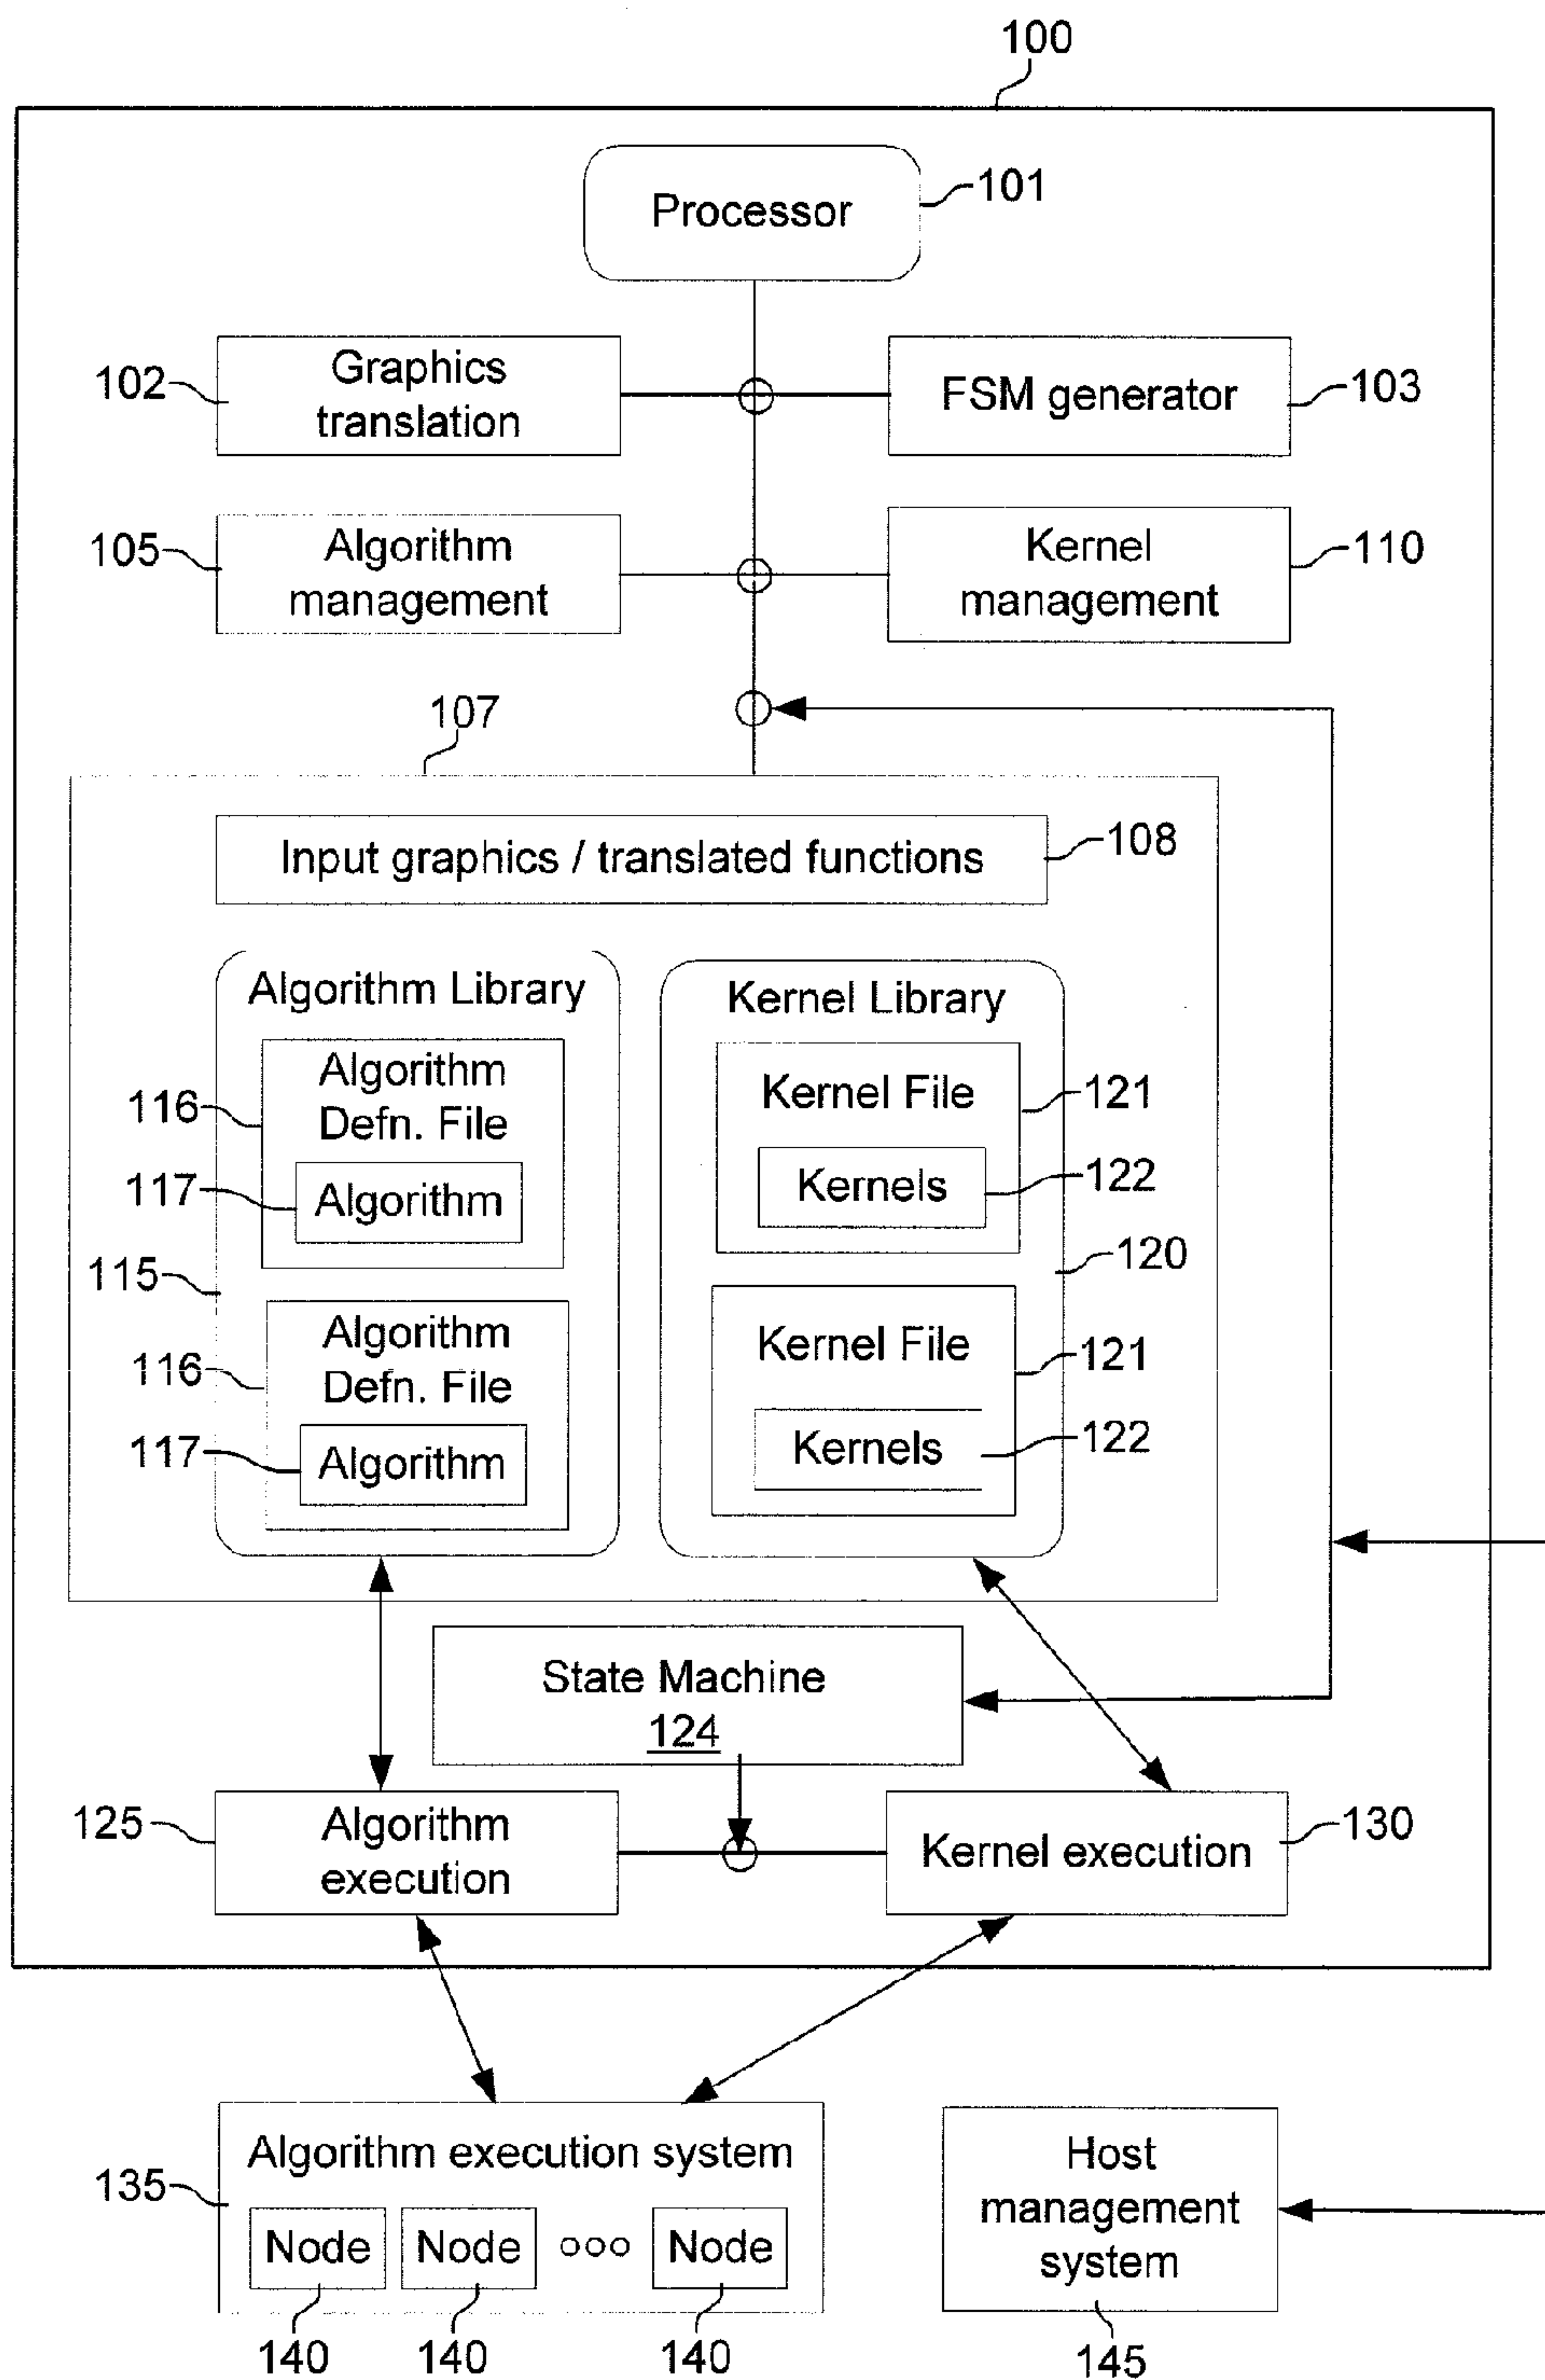 100
Processor
101
102
Graphics
translation
FSM generator
103
105
Algorithm
management
Kernel
management
110
107
Input graphics / translated functions
108
Algorithm Library
Kernel Library
116
Algorithm
Defn. File
117
Algorithm
Kernel File
121
Kernels
122
115
120
116
Algorithm
Defn. File
117
Algorithm
Kernel File
121
Kernels
122
State Machine
124
125
Algorithm
execution
Kernel execution
130
Algorithm execution system
135
Node
Node
ooo
Node
140
140
140
Host
management
system
145